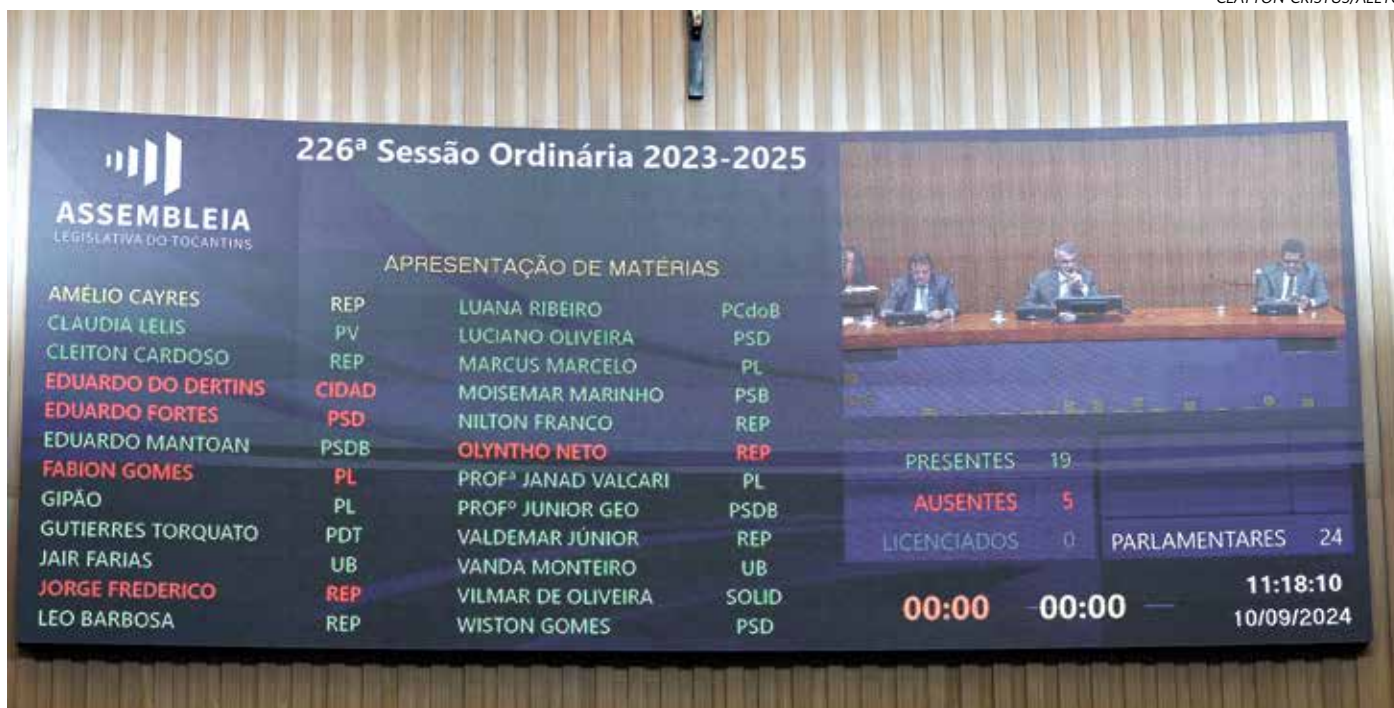 CLAYTON CRISTUS/ALETO
226ª Sessão Ordinária 2023-2025
ASSEMBLEIA
LEGISLATIVA DO TOCANTINS
APRESENTAÇÃO DE MATÉRIAS
AMÉLIO CAYRES REP
CLAUDIA LELIS PV
CLEITON CARDOSO REP
EDUARDO DO DERTINS CIDAD
EDUARDO FORTES PSD
EDUARDO MANTOAN PSDB
FABION GOMES PL
GIPÃO PL
GUTIERRES TORQUATO PDT
JAIR FARIAS UB
JORGE FREDERICO REP
LEO BARBOSA REP
LUANA RIBEIRO PCdoB
LUCIANO OLIVEIRA PSD
MARCUS MARCELO PL
MOISEMAR MARINHO PSB
NILTON FRANCO REP
OLYNTHO NETO REP
PROFª JANAD VALCARI PL
PROFº JUNIOR GEO PSDB
VALDEMAR JÚNIOR REP
VANDA MONTEIRO UB
VILMAR DE OLIVEIRA SOLID
WISTON GOMES PSD
PRESENTES 19
AUSENTES 5
LICENCIADOS 0
PARLAMENTARES 24
00:00 00:00
11:18:10
10/09/2024